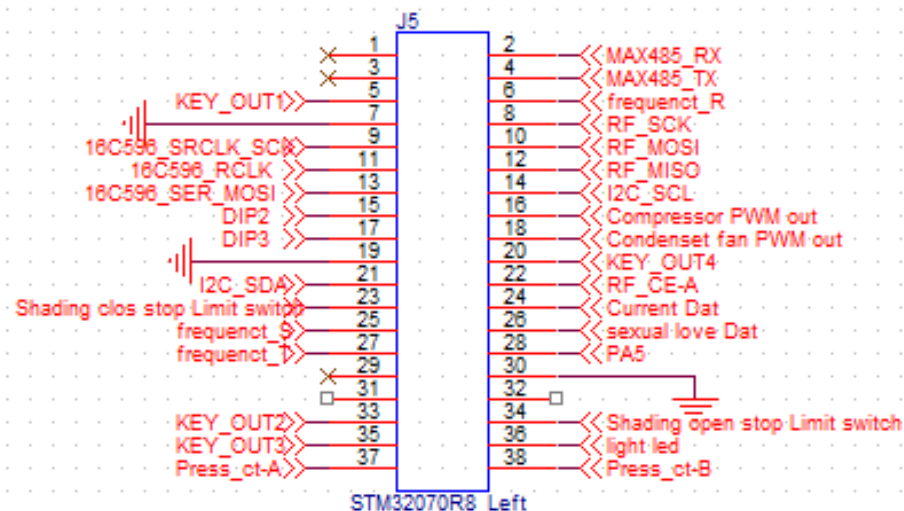 J5
1 2 MAX485_RX
3 4 MAX485_TX
KEY_OUT1 5 6 frequenct_R
7 8 RF_SCK
16C596_SRCLK_SCK 9 10 RF_MOSI
16C596_RCLK 11 12 RF_MISO
16C596_SER_MOSI 13 14 I2C_SCL
DIP2 15 16 Compressor PWM out
DIP3 17 18 Condenset fan PWM out
19 20 KEY_OUT4
I2C_SDA 21 22 RF_CE-A
Shading clos stop Limit switch 23 24 Current Dat
frequenct_S 25 26 sexual love Dat
frequenct_T 27 28 PA5
29 30
31 32
KEY_OUT2 33 34 Shading open stop Limit switch
KEY_OUT3 35 36 light led
Press_ct-A 37 38 Press_ct-B
STM32070R8 Left